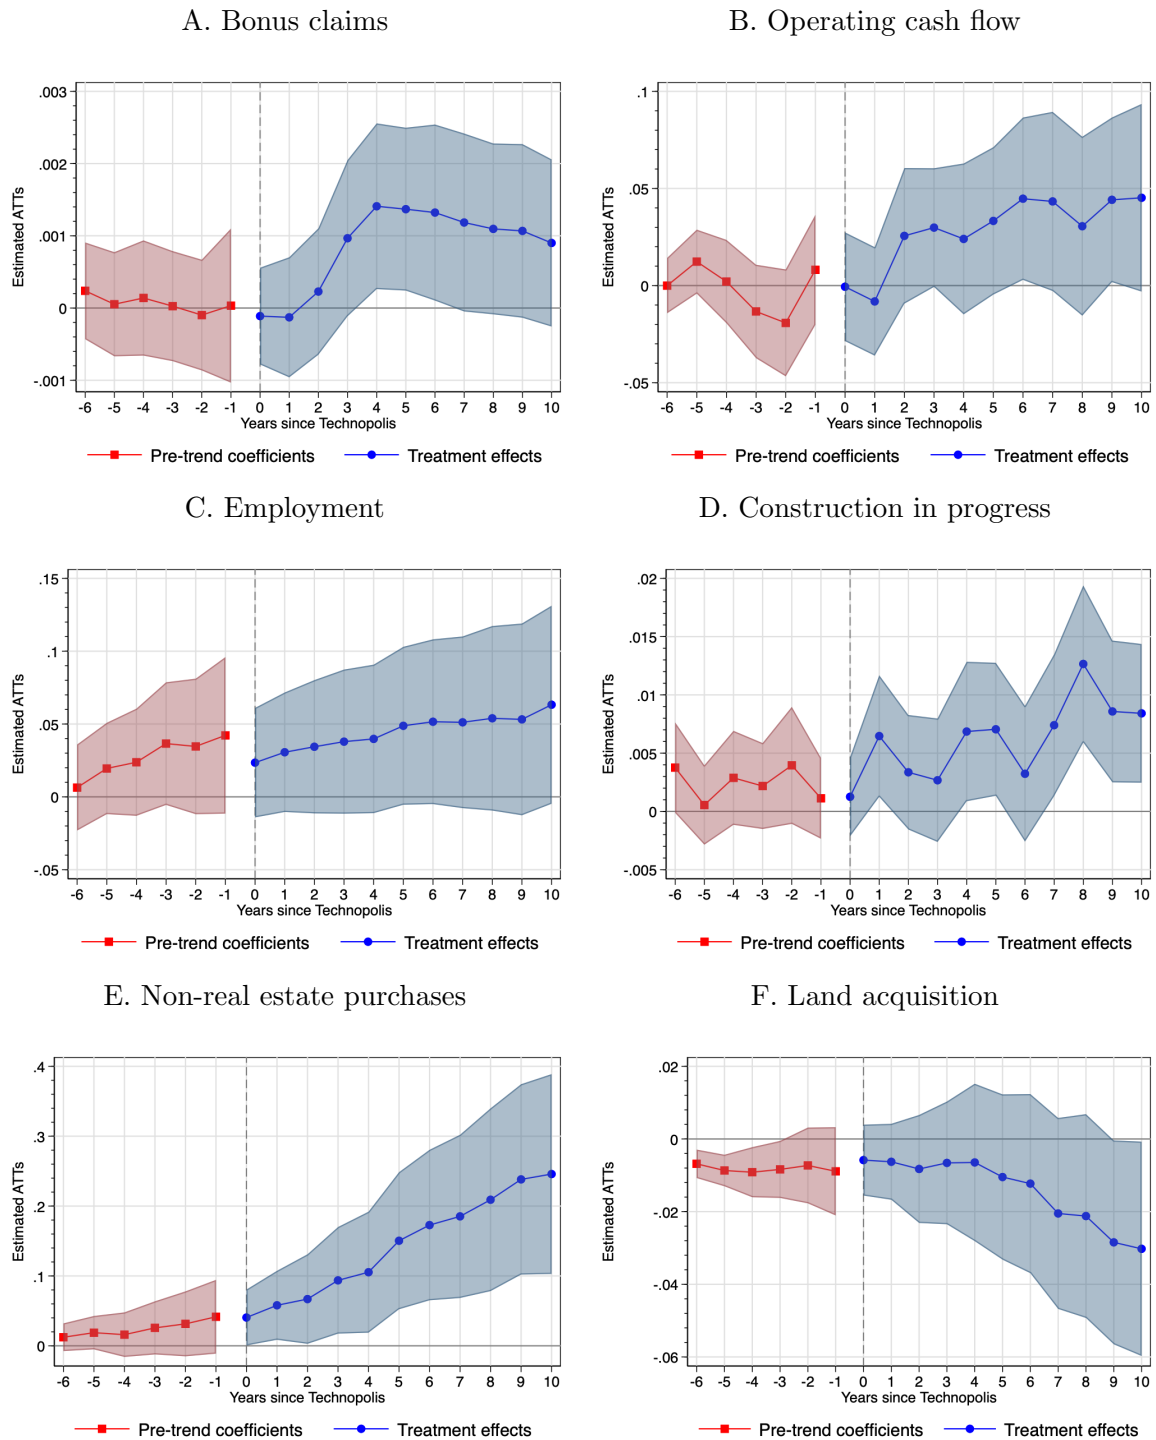 A. Bonus claims
B. Operating cash flow
Estimated ATTs
.003
.002
.001
0
-.001
-6 -5 -4 -3 -2 -1 0 1 2 3 4 5 6 7 8 9 10
Years since Technopolis
Pre-trend coefficients Treatment effects
Estimated ATTs
.1
.05
0
-.05
-6 -5 -4 -3 -2 -1 0 1 2 3 4 5 6 7 8 9 10
Years since Technopolis
Pre-trend coefficients Treatment effects
C. Employment
D. Construction in progress
Estimated ATTs
.15
.1
.05
0
-.05
-6 -5 -4 -3 -2 -1 0 1 2 3 4 5 6 7 8 9 10
Years since Technopolis
Pre-trend coefficients Treatment effects
Estimated ATTs
.02
.015
.01
.005
0
-.005
-6 -5 -4 -3 -2 -1 0 1 2 3 4 5 6 7 8 9 10
Years since Technopolis
Pre-trend coefficients Treatment effects
E. Non-real estate purchases
F. Land acquisition
Estimated ATTs
.4
.3
.2
.1
0
-6 -5 -4 -3 -2 -1 0 1 2 3 4 5 6 7 8 9 10
Years since Technopolis
Pre-trend coefficients Treatment effects
Estimated ATTs
.02
0
-.02
-.04
-.06
-6 -5 -4 -3 -2 -1 0 1 2 3 4 5 6 7 8 9 10
Years since Technopolis
Pre-trend coefficients Treatment effects